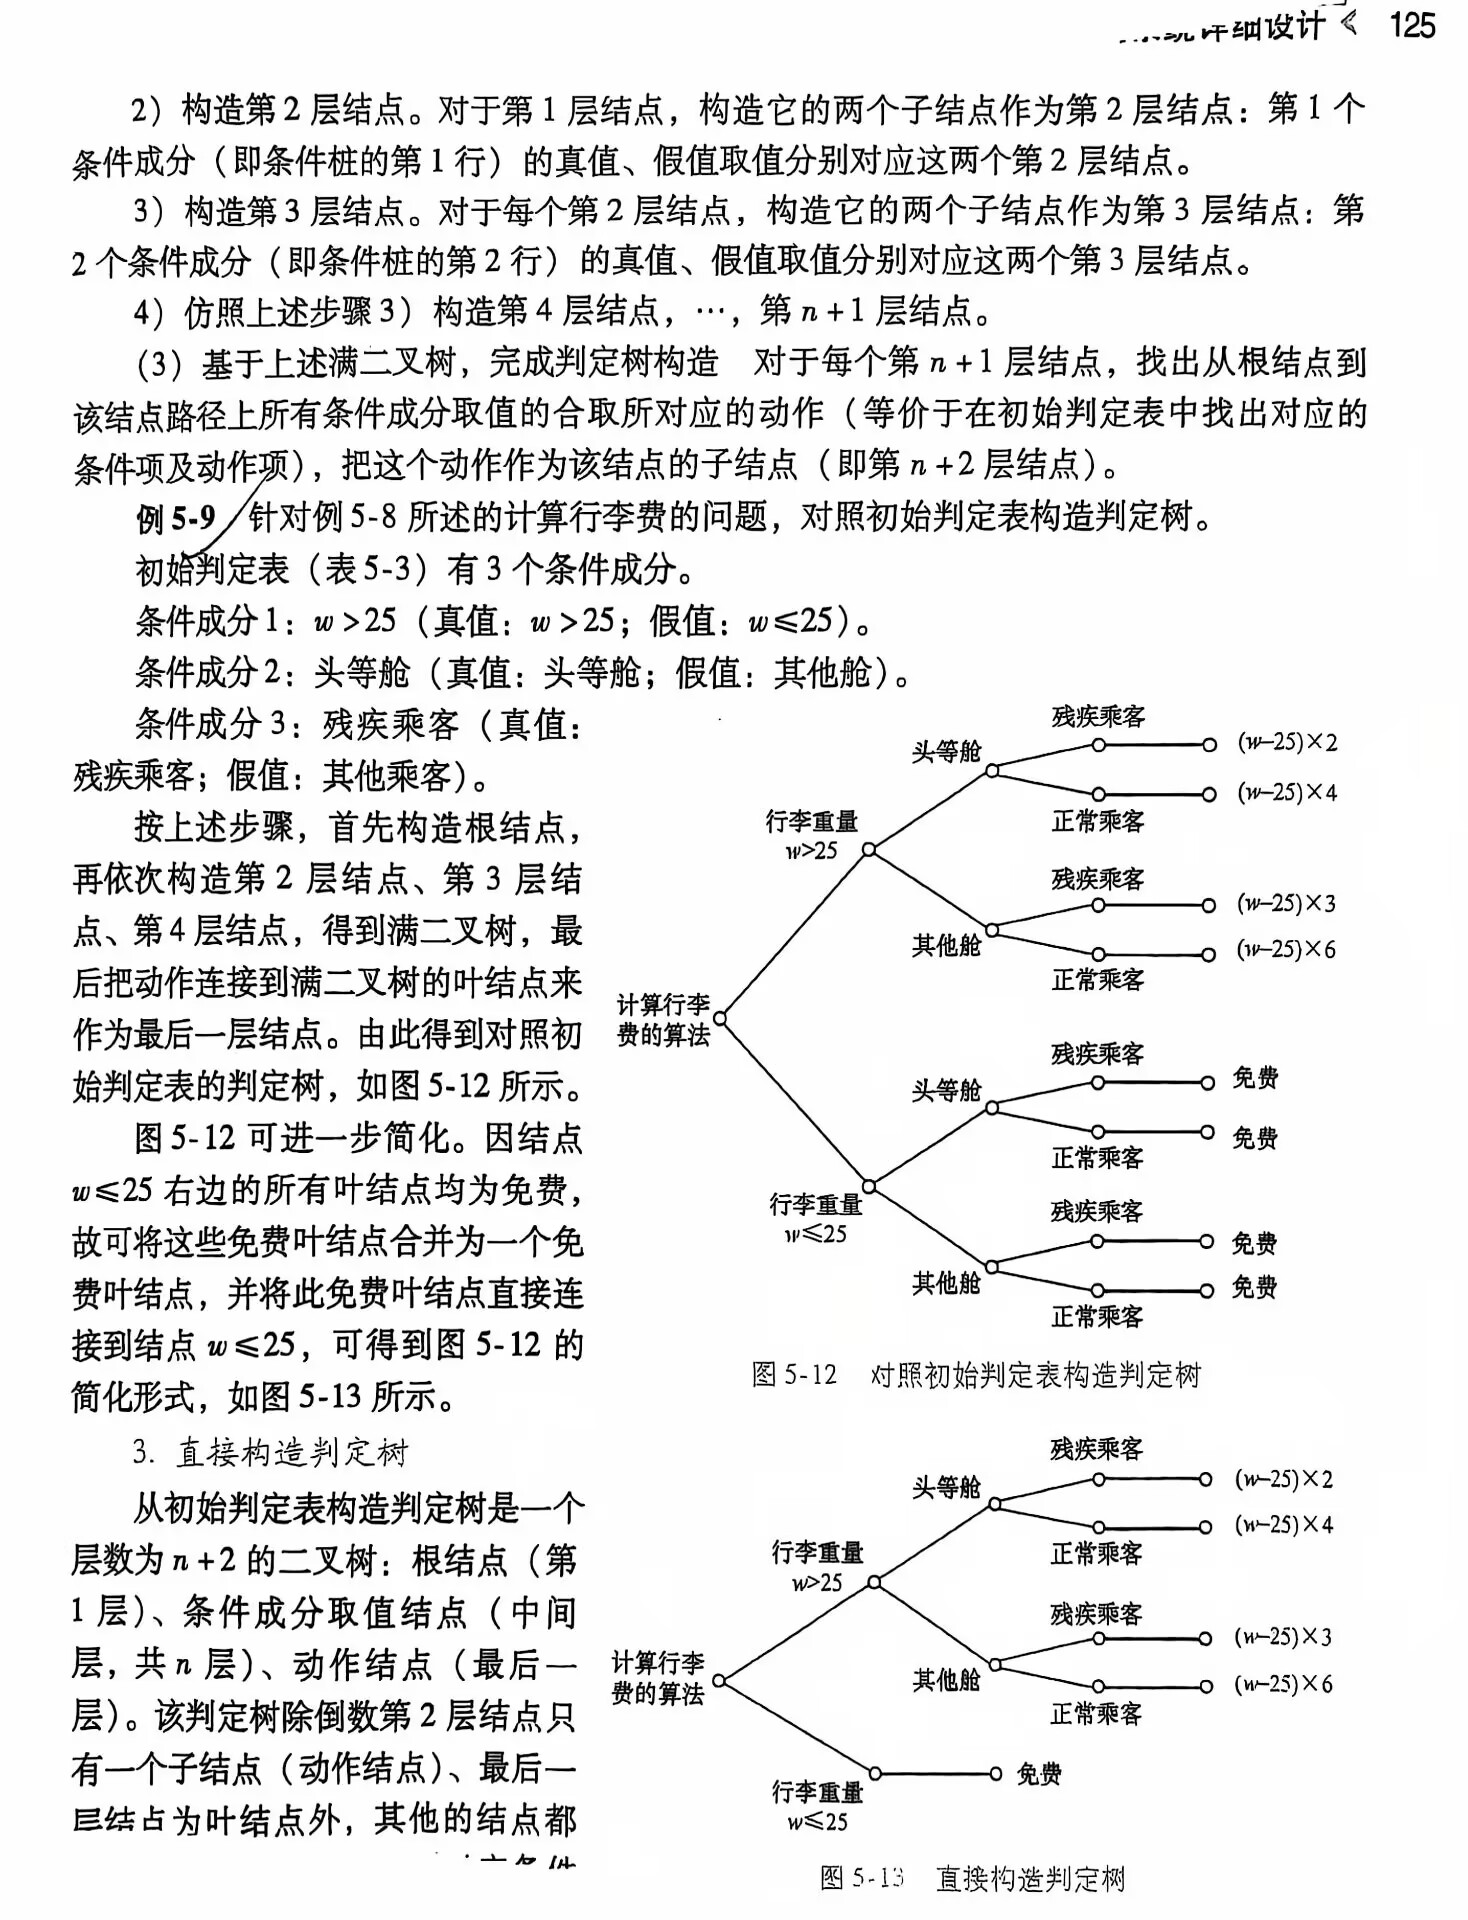 详细设计 《 125
2）构造第2层结点。对于第1层结点，构造它的两个子结点作为第2层结点：第1个
条件成分（即条件桩的第1行）的真值、假值取值分别对应这两个第2层结点。
3）构造第3层结点。对于每个第2层结点，构造它的两个子结点作为第3层结点：第
2个条件成分（即条件桩的第2行）的真值、假值取值分别对应这两个第3层结点。
4）仿照上述步骤3）构造第4层结点，…，第n+1层结点。
(3) 基于上述满二叉树，完成判定树构造 对于每个第n+1层结点，找出从根结点到
该结点路径上所有条件成分取值的合取所对应的动作（等价于在初始判定表中找出对应的
条件项及动作项），把这个动作作为该结点的子结点（即第n+2层结点）。
例5-9 针对例5-8所述的计算行李费的问题，对照初始判定表构造判定树。
初始判定表（表5-3）有3个条件成分。
条件成分1：w>25（真值：w>25；假值：w≤25）。
条件成分2：头等舱（真值：头等舱；假值：其他舱）。
条件成分3：残疾乘客（真值：
残疾乘客；假值：其他乘客）。
按上述步骤，首先构造根结点，
再依次构造第2层结点、第3层结
点、第4层结点，得到满二叉树，最
后把动作连接到满二叉树的叶结点来
作为最后一层结点。由此得到对照初
始判定表的判定树，如图5-12所示。
图5-12可进一步简化。因结点
w≤25右边的所有叶结点均为免费，
故可将这些免费叶结点合并为一个免
费叶结点，并将此免费叶结点直接连
接到结点w≤25，可得到图5-12的
简化形式，如图5-13所示。
3. 直接构造判定树
从初始判定表构造判定树是一个
层数为n+2的二叉树：根结点（第
1层）、条件成分取值结点（中间
层，共n层）、动作结点（最后一
层）。该判定树除倒数第2层结点只
有一个子结点（动作结点）、最后一
层结点为叶结点外，其他的结点都
条件
残疾乘客
头等舱
(w–25)×2
(w–25)×4
正常乘客
行李重量
w>25
残疾乘客
(w–25)×3
其他舱
(w–25)×6
正常乘客
计算行李
费的算法
残疾乘客
头等舱
免费
免费
正常乘客
行李重量
w≤25
残疾乘客
免费
其他舱
免费
正常乘客
图5-12 对照初始判定表构造判定树
残疾乘客
头等舱
(w–25)×2
(w–25)×4
正常乘客
行李重量
w>25
残疾乘客
(w–25)×3
其他舱
(w–25)×6
正常乘客
计算行李
费的算法
免费
行李重量
w≤25
图5-13 直接构造判定树